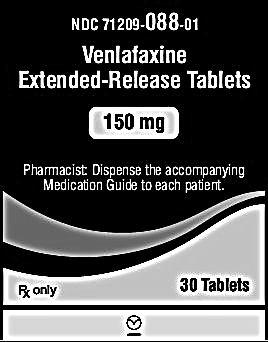 NDC 71209-088-01
Venlafaxine
Extended-Release Tablets
150 mg
Pharmacist: Dispense the accompanying
Medication Guide to each patient.
Rx only
30 Tablets